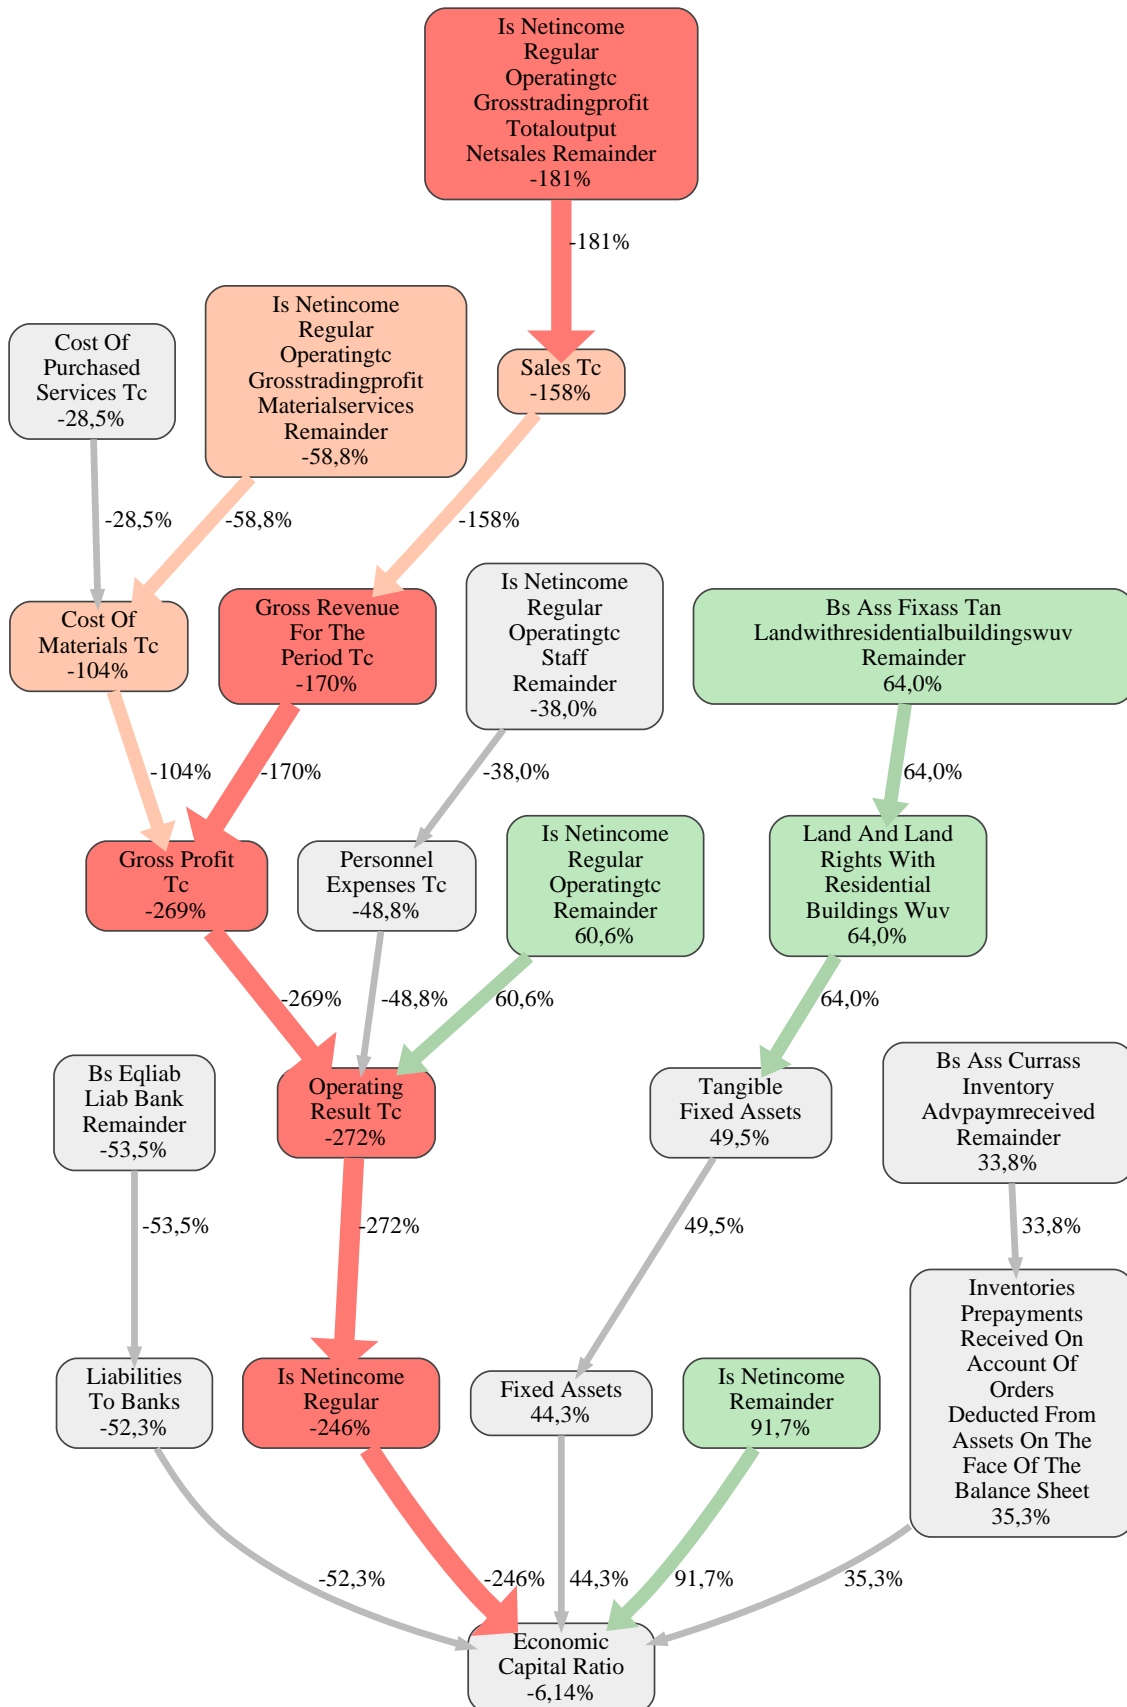 Is Netincome
Regular
Operatingtc
Grosstradingprofit
Totaloutput
Netsales Remainder
-181%
-181%
Is Netincome
Regular
Operatingtc
Grosstradingprofit
Materialservices
Remainder
-58,8%
Cost Of
Purchased
Services Tc
-28,5%
Sales Tc
-158%
-28,5%
-58,8%
-158%
Cost Of
Materials Tc
-104%
Gross Revenue
For The
Period Tc
-170%
Is Netincome
Regular
Operatingtc
Staff
Remainder
-38,0%
Bs Ass Fixass Tan
Landwithresidentialbuildingswuv
Remainder
64,0%
-104%
-170%
-38,0%
64,0%
Gross Profit
Tc
-269%
Personnel
Expenses Tc
-48,8%
Is Netincome
Regular
Operatingtc
Remainder
60,6%
Land And Land
Rights With
Residential
Buildings Wuv
64,0%
-269%
-48,8%
60,6%
64,0%
Bs Eqliab
Liab Bank
Remainder
-53,5%
Operating
Result Tc
-272%
Tangible
Fixed Assets
49,5%
Bs Ass Currass
Inventory
Advpaymreceived
Remainder
33,8%
-53,5%
-272%
49,5%
33,8%
Liabilities
To Banks
-52,3%
Is Netincome
Regular
-246%
Fixed Assets
44,3%
Is Netincome
Remainder
91,7%
Inventories
Prepayments
Received On
Account Of
Orders
Deducted From
Assets On The
Face Of The
Balance Sheet
35,3%
-52,3%
-246%
44,3%
91,7%
35,3%
Economic
Capital Ratio
-6,14%